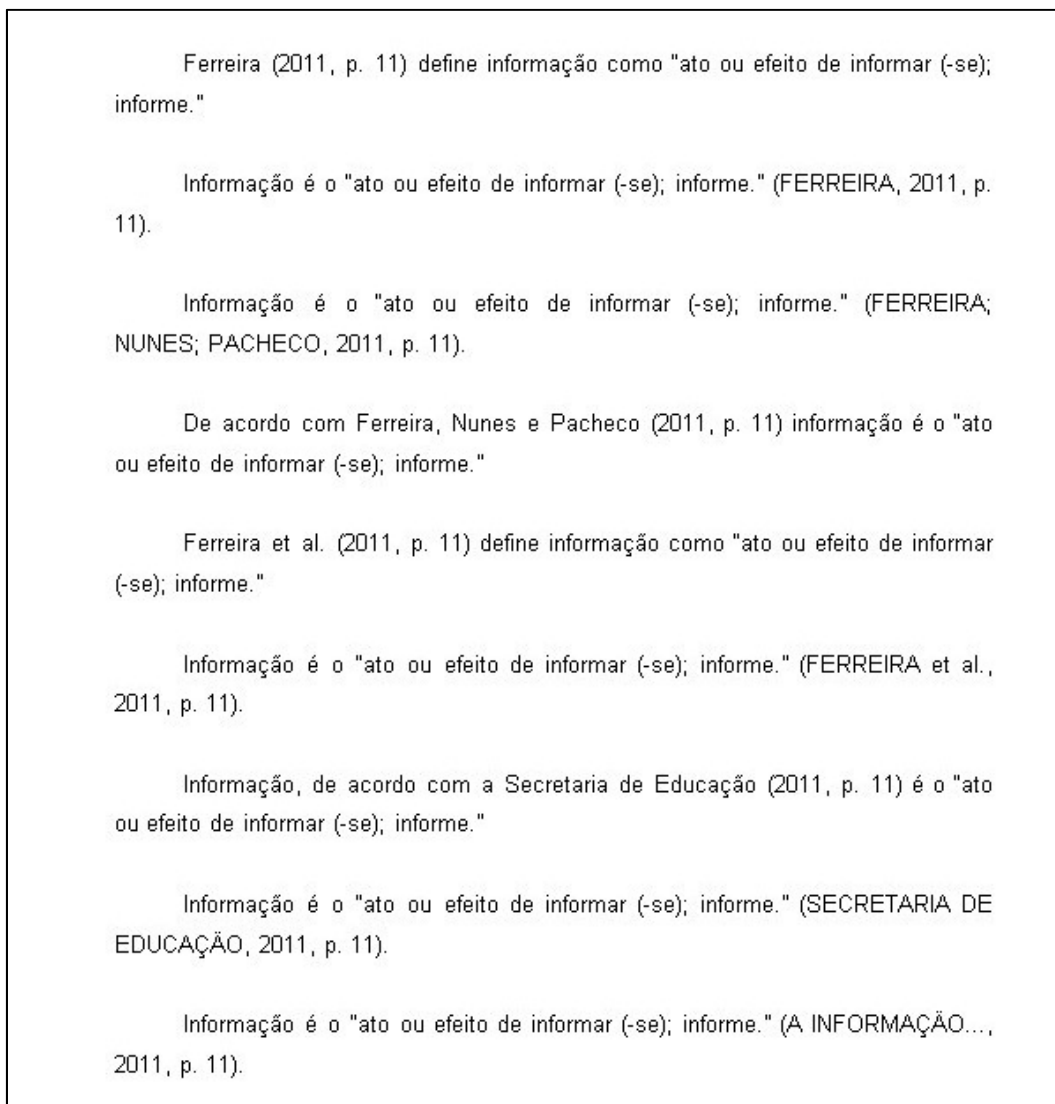 Ferreira (2011, p. 11) define informação como "ato ou efeito de informar (-se);
informe."
Informação é o "ato ou efeito de informar (-se); informe." (FERREIRA, 2011, p.
11).
Informação é o "ato ou efeito de informar (-se); informe." (FERREIRA;
NUNES; PACHECO, 2011, p. 11).
De acordo com Ferreira, Nunes e Pacheco (2011, p. 11) informação é o "ato
ou efeito de informar (-se); informe."
Ferreira et al. (2011, p. 11) define informação como "ato ou efeito de informar
(-se); informe."
Informação é o "ato ou efeito de informar (-se); informe." (FERREIRA et al.,
2011, p. 11).
Informação, de acordo com a Secretaria de Educação (2011, p. 11) é o "ato
ou efeito de informar (-se); informe."
Informação é o "ato ou efeito de informar (-se); informe." (SECRETARIA DE
EDUCAÇÃO, 2011, p. 11).
Informação é o "ato ou efeito de informar (-se); informe." (A INFORMAÇÃO...,
2011, p. 11).